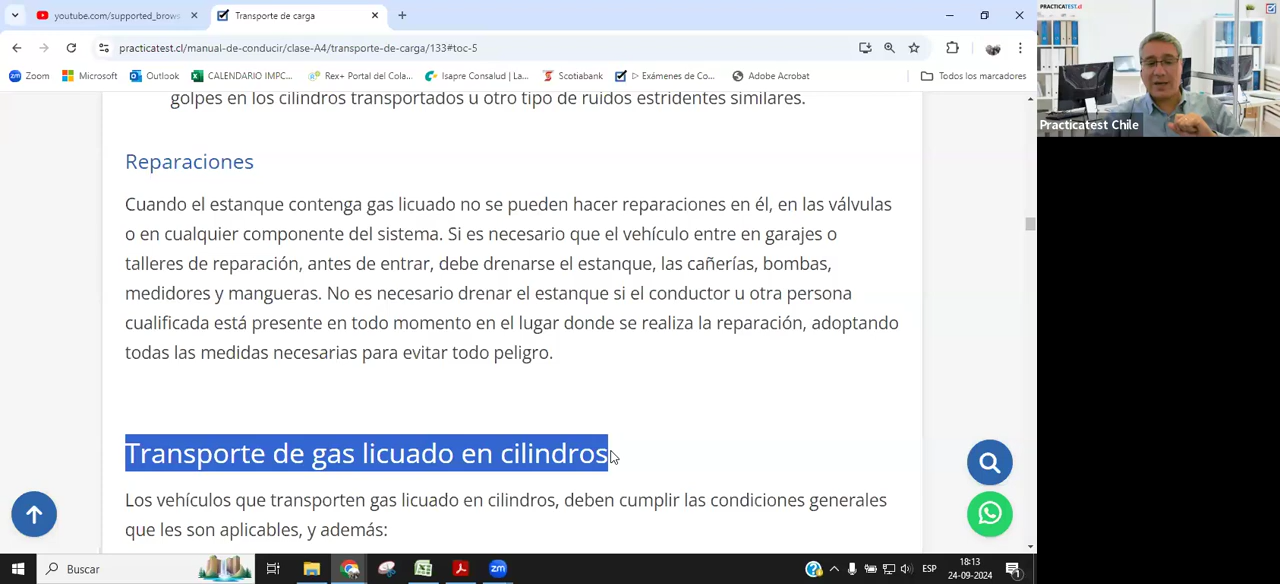 youtube.com/supported_brows
Transporte de carga
practicatest.cl/manual-de-conducir/clase-A4/transporte-de-carga/133#toc-5
Zoom
Microsoft
Outlook
CALENDARIO IMPC...
Rex+ Portal del Cola...
Isapre Consalud | La...
Scotiabank
Exámenes de Co...
Adobe Acrobat
Todos los marcadores
PRACTICATEST.cl
Practicatest Chile
golpes en los cilindros transportados u otro tipo de ruidos estridentes similares.
Reparaciones
Cuando el estanque contenga gas licuado no se pueden hacer reparaciones en él, en las válvulas
o en cualquier componente del sistema. Si es necesario que el vehículo entre en garajes o
talleres de reparación, antes de entrar, debe drenarse el estanque, las cañerías, bombas,
medidores y mangueras. No es necesario drenar el estanque si el conductor u otra persona
cualificada está presente en todo momento en el lugar donde se realiza la reparación, adoptando
todas las medidas necesarias para evitar todo peligro.
Transporte de gas licuado en cilindros
Los vehículos que transporten gas licuado en cilindros, deben cumplir las condiciones generales
que les son aplicables, y además:
Buscar
ESP
18:13
24-09-2024